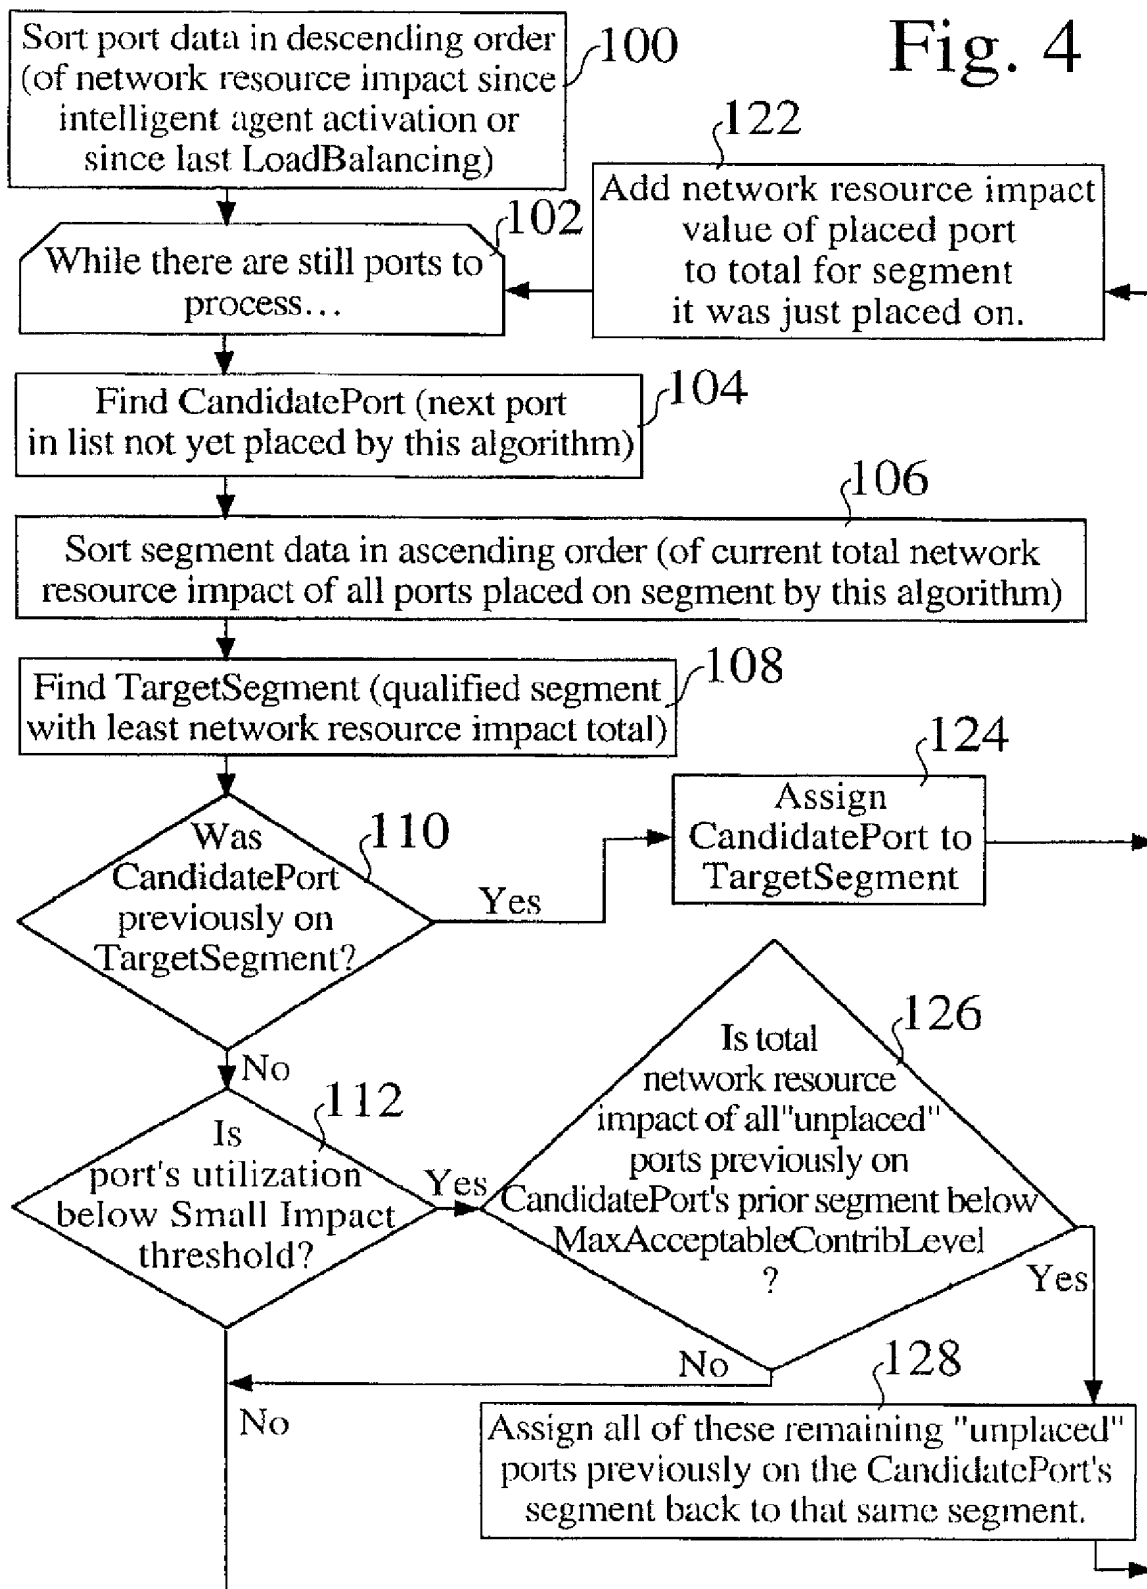 Fig. 4
Sort port data in descending order
(of network resource impact since
intelligent agent activation or
since last LoadBalancing)
100
122
Add network resource impact
value of placed port
to total for segment
it was just placed on.
102
While there are still ports to
process...
104
Find CandidatePort (next port
in list not yet placed by this algorithm)
106
Sort segment data in ascending order (of current total network
resource impact of all ports placed on segment by this algorithm)
108
Find TargetSegment (qualified segment
with least network resource impact total)
124
Assign
CandidatePort to
TargetSegment
110
Was
CandidatePort
previously on
TargetSegment?
Yes
No
126
Is total
network resource
impact of all"unplaced"
ports previously on
CandidatePort's prior segment below
MaxAcceptableContribLevel
?
112
Is
port's utilization
below Small Impact
threshold?
Yes
Yes
No
No
128
Assign all of these remaining "unplaced"
ports previously on the CandidatePort's
segment back to that same segment.